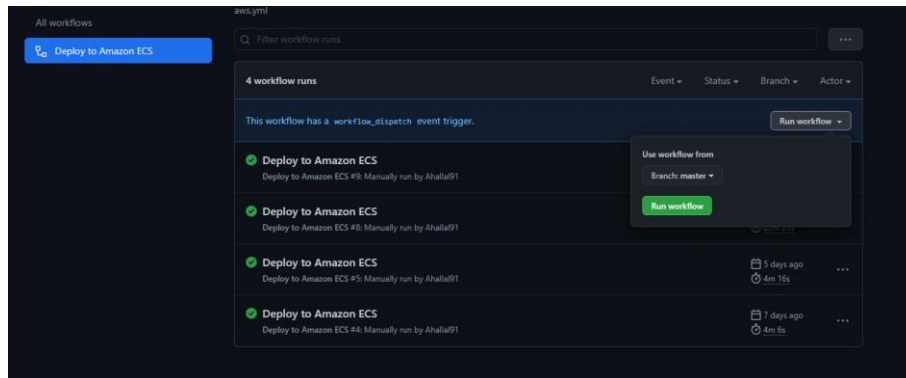 aws.yml
All workflows
Deploy to Amazon ECS
Filter workflow runs
4 workflow runs
Event
Status
Branch
Actor
This workflow has a workflow_dispatch event trigger.
Run workflow
Use workflow from
Branch: master
Run workflow
Deploy to Amazon ECS
Deploy to Amazon ECS #9: Manually run by Ahallal91
Deploy to Amazon ECS
Deploy to Amazon ECS #8: Manually run by Ahallal91
Deploy to Amazon ECS
Deploy to Amazon ECS #5: Manually run by Ahallal91
5 days ago
4m 16s
Deploy to Amazon ECS
Deploy to Amazon ECS #4: Manually run by Ahallal91
7 days ago
4m 6s